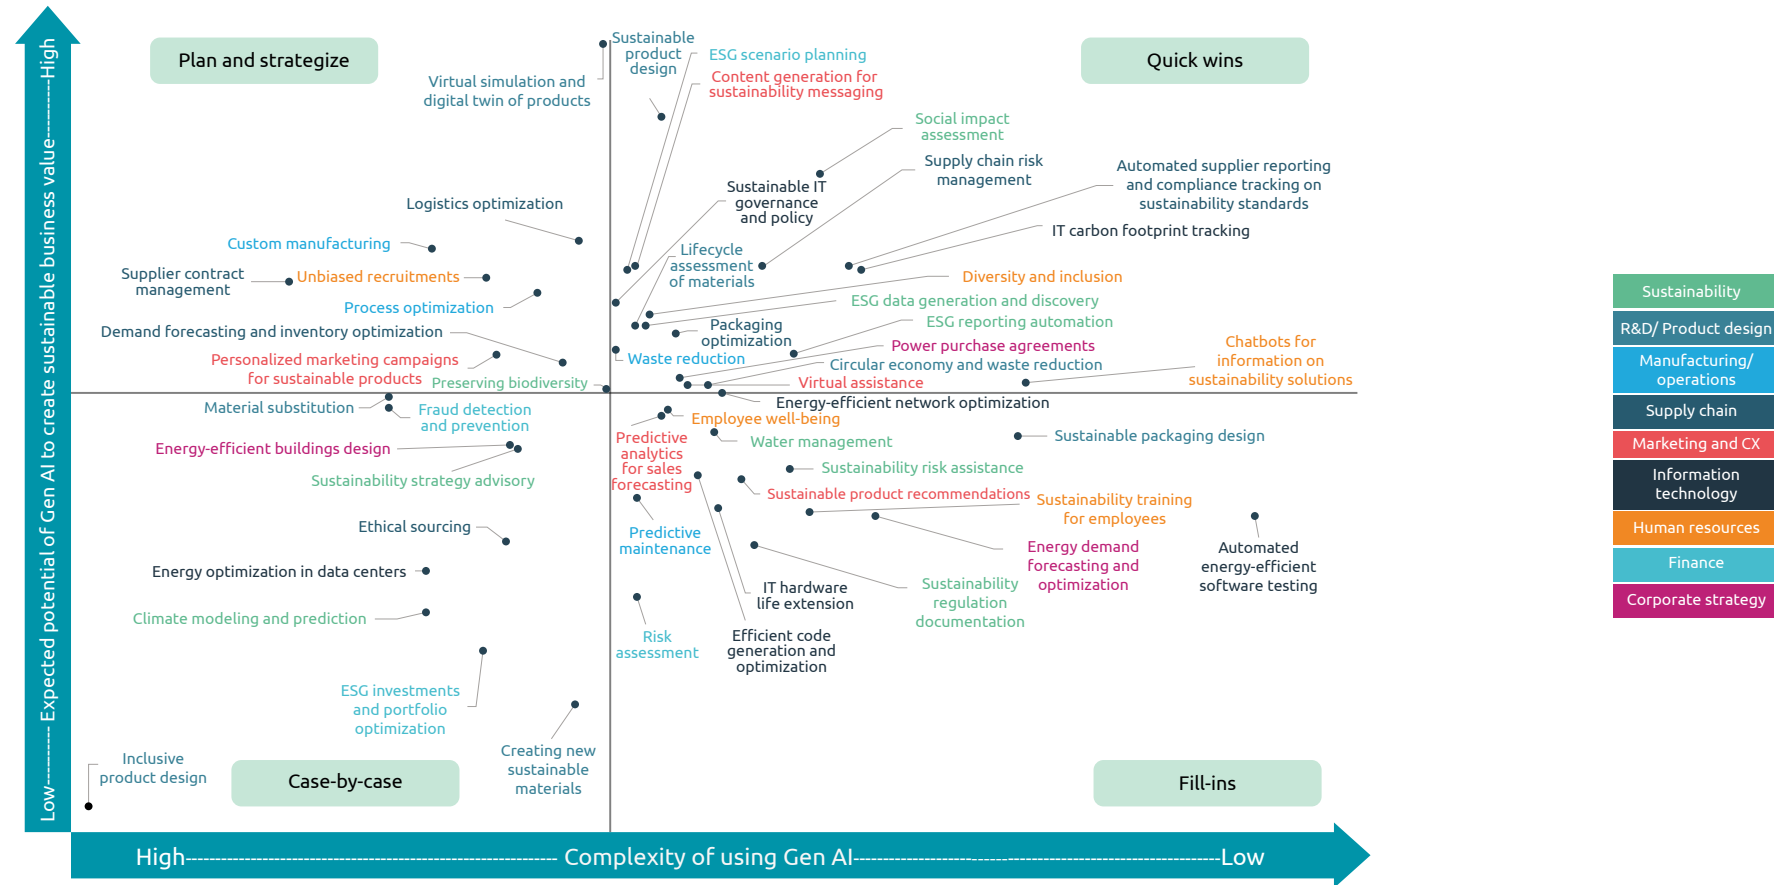 Low----------- Expected potential of Gen AI to create sustainable business value-----------High
Plan and strategize
Quick wins
Virtual simulation and
digital twin of products
Sustainable
product
design
ESG scenario planning
Content generation for
sustainability messaging
Social impact
assessment
Supply chain risk
management
Automated supplier reporting
and compliance tracking on
sustainability standards
Sustainable IT
governance
and policy
IT carbon footprint tracking
Logistics optimization
Custom manufacturing
Supplier contract
management
Unbiased recruitments
Process optimization
Demand forecasting and inventory optimization
Personalized marketing campaigns
for sustainable products
Preserving biodiversity
Lifecycle
assessment
of materials
Diversity and inclusion
ESG data generation and discovery
ESG reporting automation
Packaging
optimization
Power purchase agreements
Waste reduction
Circular economy and waste reduction
Virtual assistance
Chatbots for
information on
sustainability solutions
Energy-efficient network optimization
Material substitution
Fraud detection
and prevention
Energy-efficient buildings design
Sustainability strategy advisory
Ethical sourcing
Energy optimization in data centers
Climate modeling and prediction
ESG investments
and portfolio
optimization
Creating new
sustainable
materials
Inclusive
product design
Case-by-case
Employee well-being
Predictive
analytics
for sales
forecasting
Water management
Sustainable packaging design
Sustainability risk assistance
Sustainable product recommendations
Sustainability training
for employees
Predictive
maintenance
Energy demand
forecasting and
optimization
Automated
energy-efficient
software testing
IT hardware
life extension
Sustainability
regulation
documentation
Risk
assessment
Efficient code
generation and
optimization
Fill-ins
High--------------------------------------------------------------- Complexity of using Gen AI---------------------------------------------------------------Low
Sustainability
R&D/ Product design
Manufacturing/
operations
Supply chain
Marketing and CX
Information
technology
Human resources
Finance
Corporate strategy